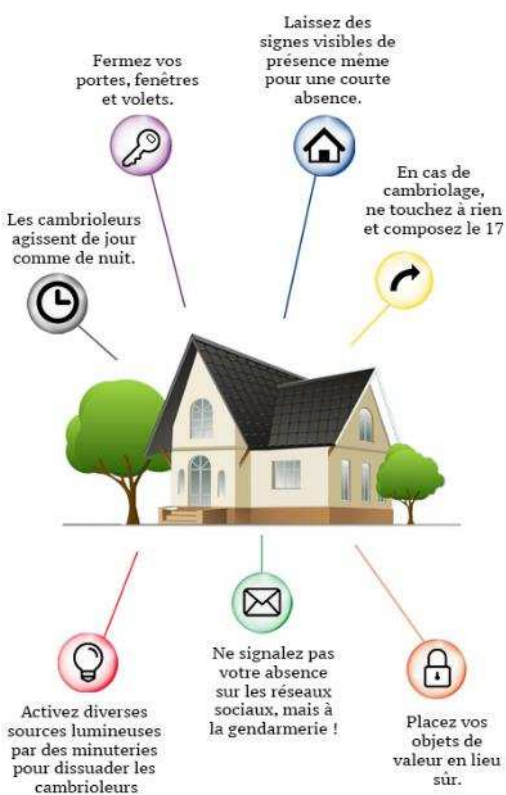 Laissez des
signes visibles de
présence même
pour une courte
absence.
Fermez vos
portes, fenêtres
et volets.
En cas de
cambriolage,
ne touchez à rien
et composez le 17
Les cambrioleurs
agissent de jour
comme de nuit.
Activez diverses
sources lumineuses
par des minuteries
pour dissuader les
cambrioleurs
Ne signalez pas
votre absence
sur les réseaux
sociaux, mais à
la gendarmerie !
Placez vos
objets de
valeur en lieu
sûr.